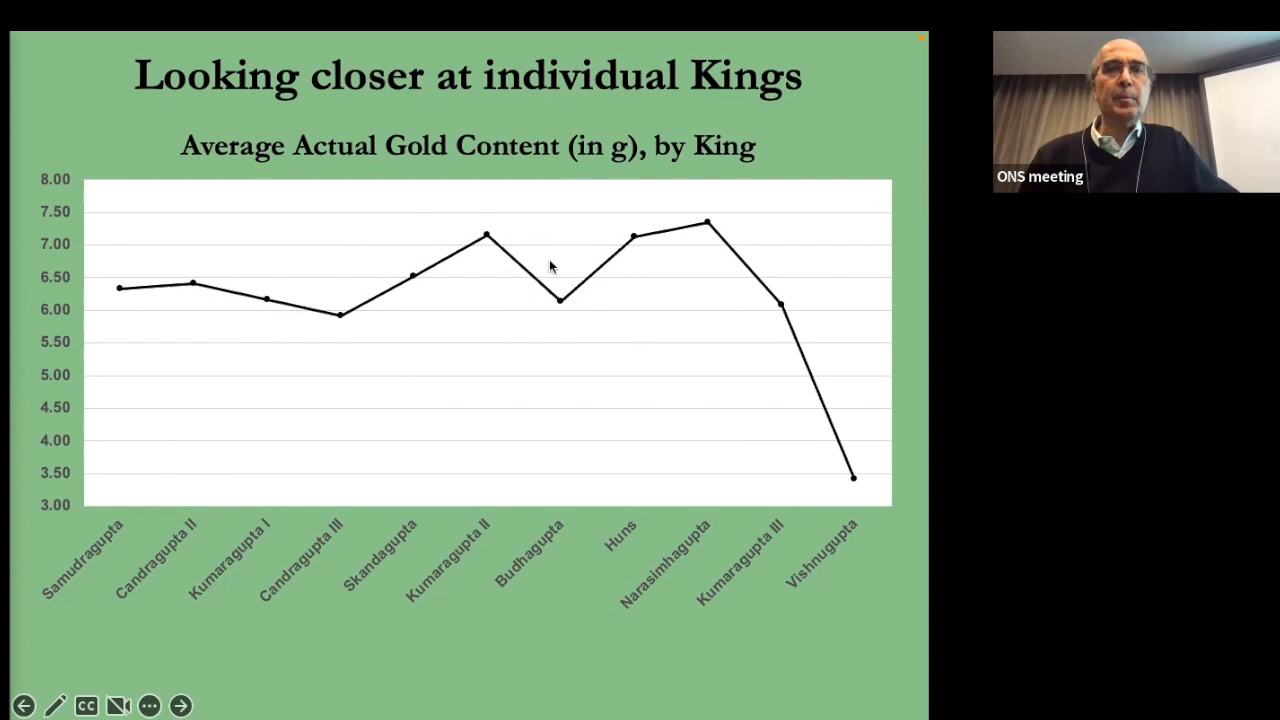 Looking closer at individual Kings
Average Actual Gold Content (in g), by King
8.00
7.50
7.00
6.50
6.00
5.50
5.00
4.50
4.00
3.50
3.00
Samudragupta
Candragupta II
Kumaragupta I
Candragupta III
Skandagupta
Kumaragupta II
Budhagupta
Huns
Narasimhagupta
Kumaragupta III
Vishnugupta
CC
ONS meeting